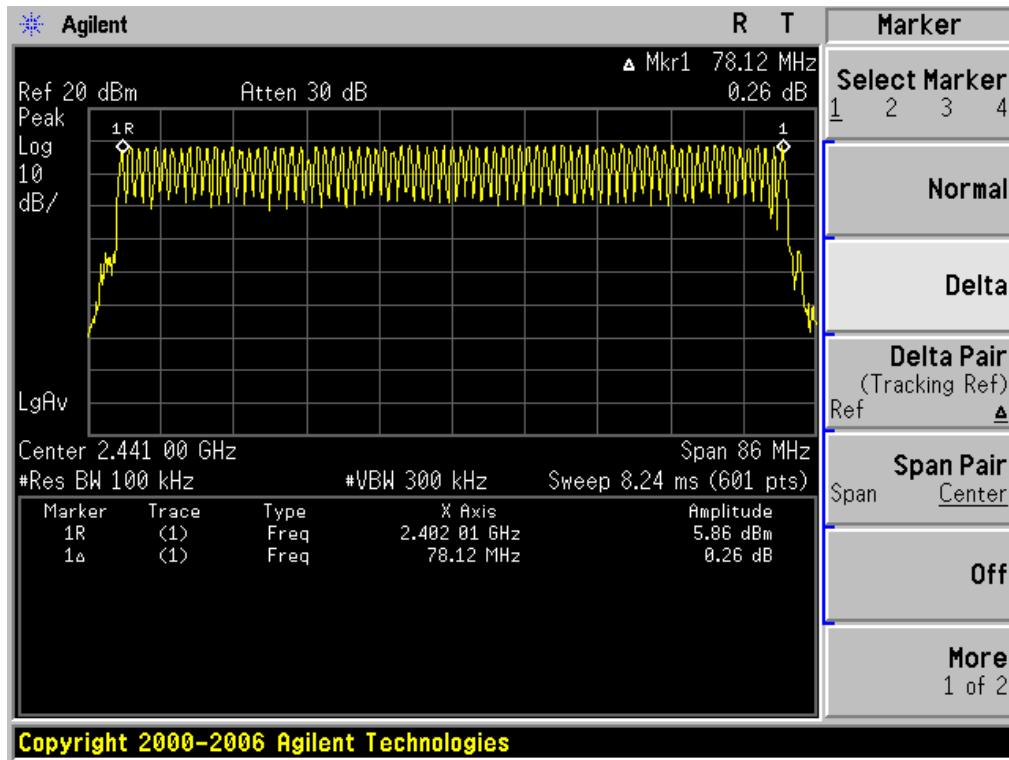 Agilent R T
Marker
▵ Mkr1 78.12 MHz
Ref 20 dBm Atten 30 dB 0.26 dB
Peak
Log
10
dB/
1R
1
LgAv
Center 2.441 00 GHz Span 86 MHz
#Res BW 100 kHz #VBW 300 kHz Sweep 8.24 ms (601 pts)
Marker Trace Type X Axis Amplitude
1R (1) Freq 2.402 01 GHz 5.86 dBm
1▵ (1) Freq 78.12 MHz 0.26 dB
Select Marker
1 2 3 4
Normal
Delta
Delta Pair
(Tracking Ref)
Ref ▵
Span Pair
Span Center
Off
More
1 of 2
Copyright 2000-2006 Agilent Technologies